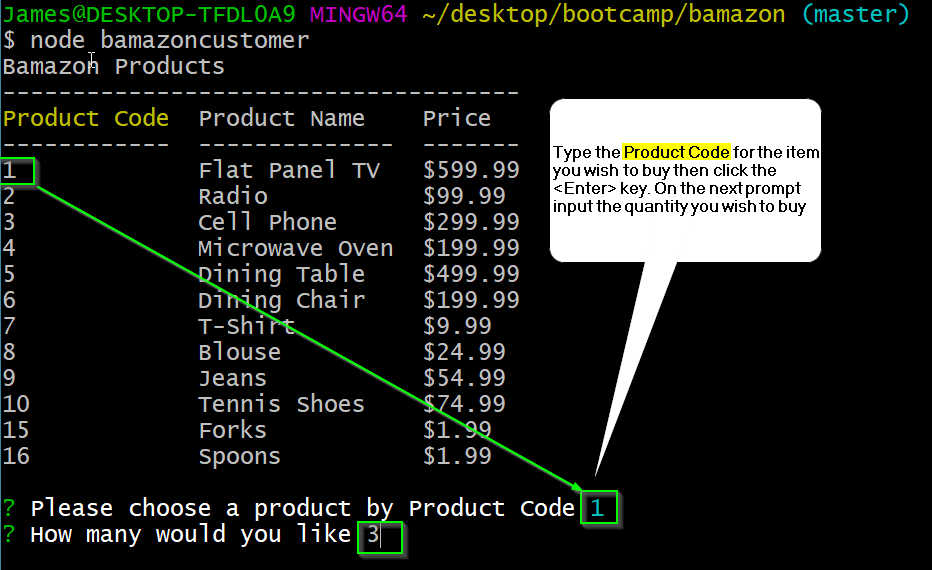 James@DESKTOP-TFDL0A9 MINGW64 ~/desktop/bootcamp/bamazon (master)
$ node bamazoncustomer
Bamazon Products
-------------------------------------
Product Code  Product Name    Price
------------  --------------  -------
1             Flat Panel TV   $599.99
2             Radio           $99.99
3             Cell Phone      $299.99
4             Microwave Oven  $199.99
5             Dining Table    $499.99
6             Dining Chair    $199.99
7             T-Shirt         $9.99
8             Blouse          $24.99
9             Jeans           $54.99
10            Tennis Shoes    $74.99
15            Forks           $1.99
16            Spoons          $1.99
Type the Product Code for the item
you wish to buy then click the
<Enter> key. On the next prompt
input the quantity you wish to buy
? Please choose a product by Product Code 1
? How many would you like 3